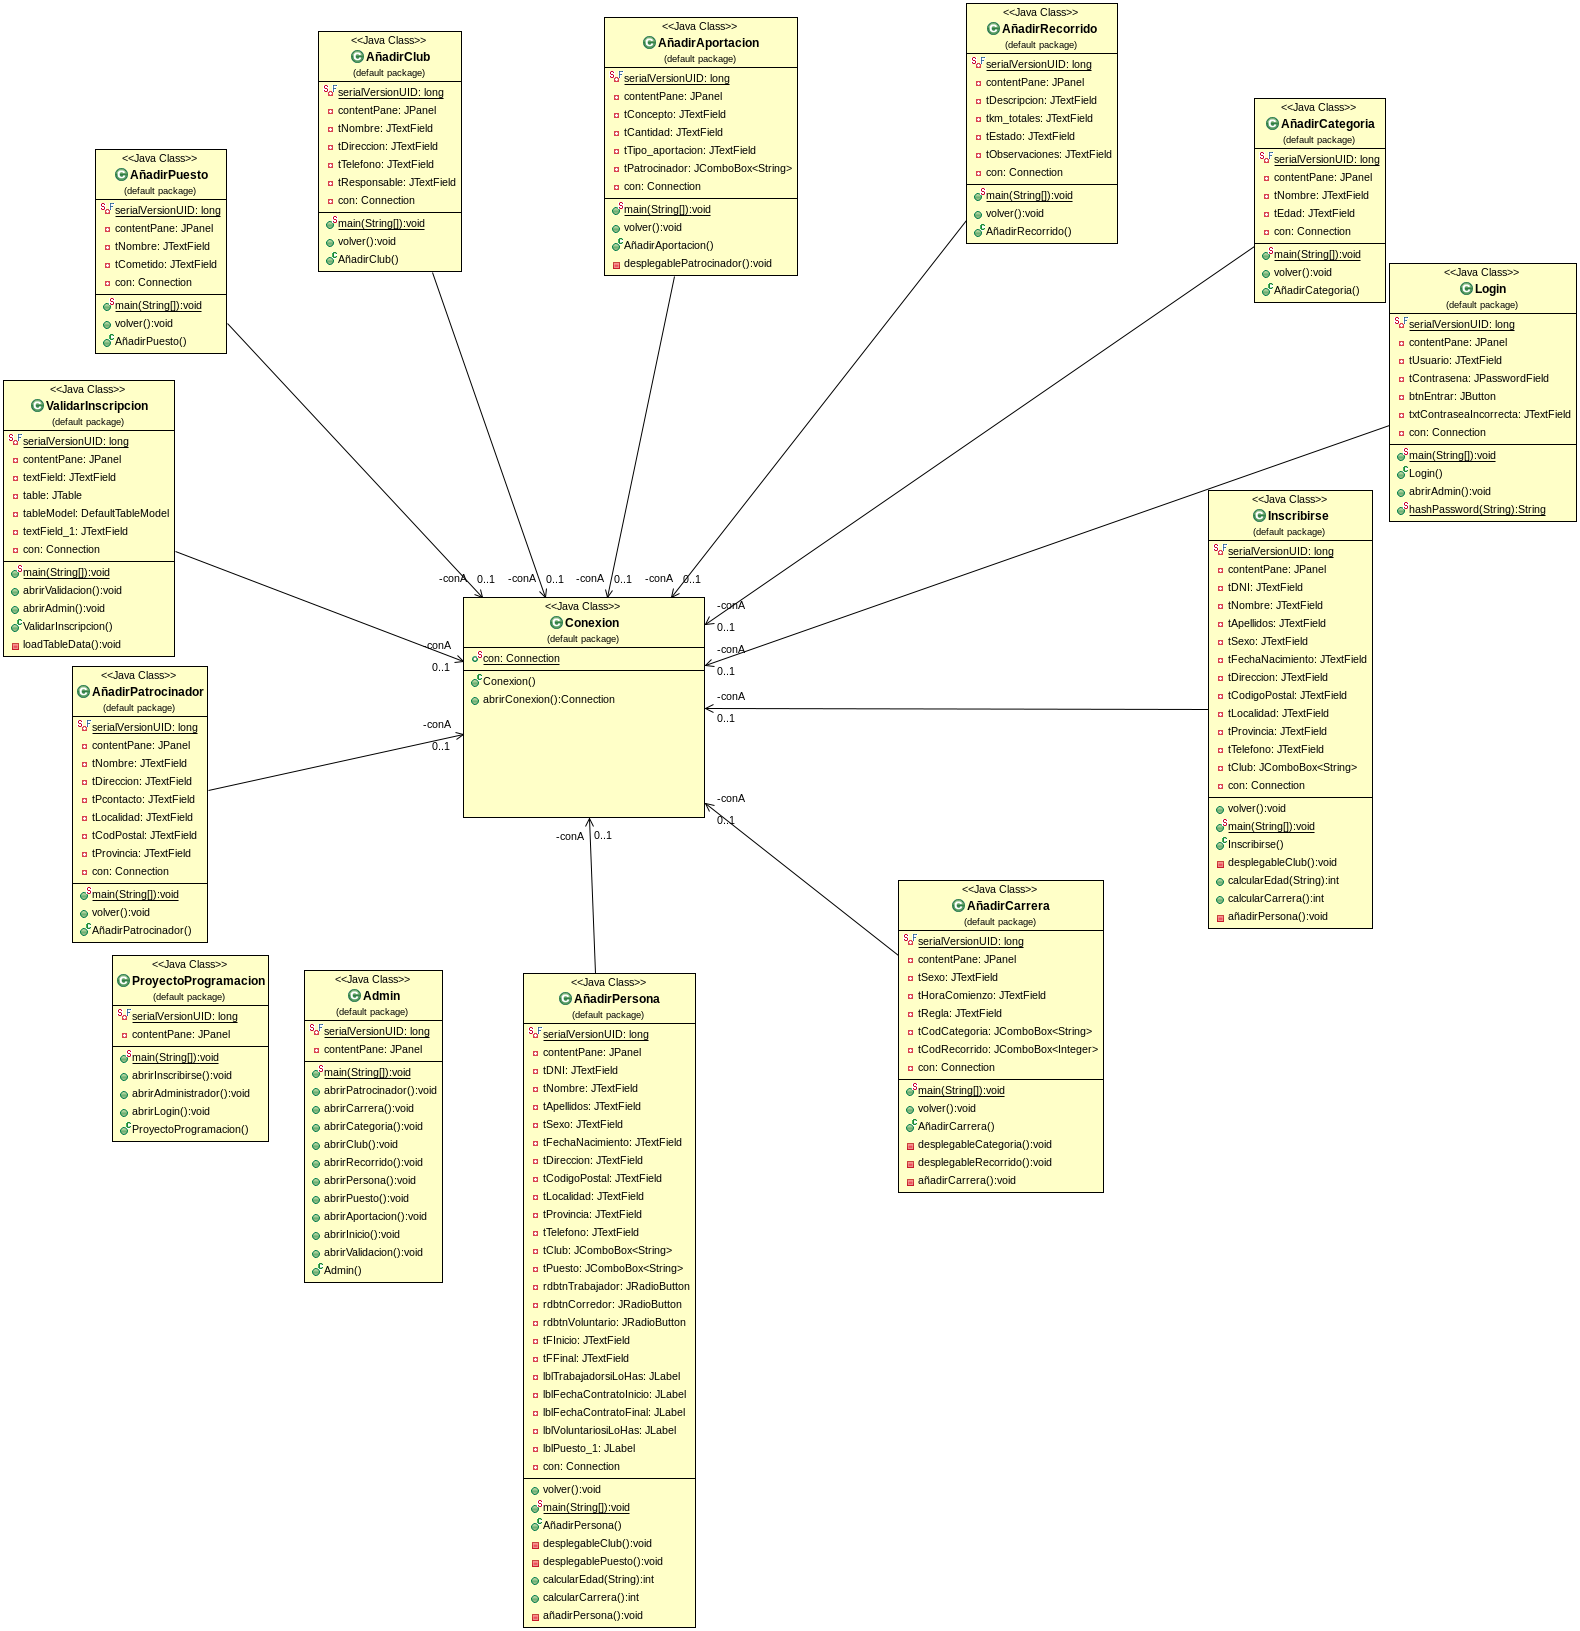 <<Java Class>>
AñadirRecorrido
(default package)
serialVersionUID: long
contentPane: JPanel
tDescripcion: JTextField
tkm_totales: JTextField
tEstado: JTextField
tObservaciones: JTextField
con: Connection
main(String[]):void
volver():void
AñadirRecorrido()
<<Java Class>>
AñadirAportacion
(default package)
serialVersionUID: long
contentPane: JPanel
tConcepto: JTextField
tCantidad: JTextField
tTipo_aportacion: JTextField
tPatrocinador: JComboBox<String>
con: Connection
main(String[]):void
volver():void
AñadirAportacion()
desplegablePatrocinador():void
<<Java Class>>
AñadirClub
(default package)
serialVersionUID: long
contentPane: JPanel
tNombre: JTextField
tDireccion: JTextField
tTelefono: JTextField
tResponsable: JTextField
con: Connection
main(String[]):void
volver():void
AñadirClub()
<<Java Class>>
AñadirCategoria
(default package)
serialVersionUID: long
contentPane: JPanel
tNombre: JTextField
tEdad: JTextField
con: Connection
main(String[]):void
volver():void
AñadirCategoria()
<<Java Class>>
AñadirPuesto
(default package)
serialVersionUID: long
contentPane: JPanel
tNombre: JTextField
tCometido: JTextField
con: Connection
main(String[]):void
volver():void
AñadirPuesto()
<<Java Class>>
Login
(default package)
serialVersionUID: long
contentPane: JPanel
tUsuario: JTextField
tContrasena: JPasswordField
btnEntrar: JButton
txtContraseaIncorrecta: JTextField
con: Connection
main(String[]):void
Login()
abrirAdmin():void
hashPassword(String):String
<<Java Class>>
ValidarInscripcion
(default package)
serialVersionUID: long
contentPane: JPanel
textField: JTextField
table: JTable
tableModel: DefaultTableModel
textField_1: JTextField
con: Connection
main(String[]):void
abrirValidacion():void
abrirAdmin():void
ValidarInscripcion()
loadTableData():void
<<Java Class>>
Inscribirse
(default package)
serialVersionUID: long
contentPane: JPanel
tDNI: JTextField
tNombre: JTextField
tApellidos: JTextField
tSexo: JTextField
tFechaNacimiento: JTextField
tDireccion: JTextField
tCodigoPostal: JTextField
tLocalidad: JTextField
tProvincia: JTextField
tTelefono: JTextField
tClub: JComboBox<String>
con: Connection
volver():void
main(String[]):void
Inscribirse()
desplegableClub():void
calcularEdad(String):int
calcularCarrera():int
añadirPersona():void
-conA 0..1
-conA 0..1
-conA 0..1
-conA 0..1
-conA
0..1
-conA
0..1
-conA
0..1
-conA
0..1
-conA
0..1
-conA
0..1
-conA 0..1
<<Java Class>>
Conexion
(default package)
con: Connection
Conexion()
abrirConexion():Connection
<<Java Class>>
AñadirPatrocinador
(default package)
serialVersionUID: long
contentPane: JPanel
tNombre: JTextField
tDireccion: JTextField
tPcontacto: JTextField
tLocalidad: JTextField
tCodPostal: JTextField
tProvincia: JTextField
con: Connection
main(String[]):void
volver():void
AñadirPatrocinador()
<<Java Class>>
AñadirCarrera
(default package)
serialVersionUID: long
contentPane: JPanel
tSexo: JTextField
tHoraComienzo: JTextField
tRegla: JTextField
tCodCategoria: JComboBox<String>
tCodRecorrido: JComboBox<Integer>
con: Connection
main(String[]):void
volver():void
AñadirCarrera()
desplegableCategoria():void
desplegableRecorrido():void
añadirCarrera():void
<<Java Class>>
ProyectoProgramacion
(default package)
serialVersionUID: long
contentPane: JPanel
main(String[]):void
abrirInscribirse():void
abrirAdministrador():void
abrirLogin():void
ProyectoProgramacion()
<<Java Class>>
Admin
(default package)
serialVersionUID: long
contentPane: JPanel
main(String[]):void
abrirPatrocinador():void
abrirCarrera():void
abrirCategoria():void
abrirClub():void
abrirRecorrido():void
abrirPersona():void
abrirPuesto():void
abrirAportacion():void
abrirInicio():void
abrirValidacion():void
Admin()
<<Java Class>>
AñadirPersona
(default package)
serialVersionUID: long
contentPane: JPanel
tDNI: JTextField
tNombre: JTextField
tApellidos: JTextField
tSexo: JTextField
tFechaNacimiento: JTextField
tDireccion: JTextField
tCodigoPostal: JTextField
tLocalidad: JTextField
tProvincia: JTextField
tTelefono: JTextField
tClub: JComboBox<String>
tPuesto: JComboBox<String>
rdbtnTrabajador: JRadioButton
rdbtnCorredor: JRadioButton
rdbtnVoluntario: JRadioButton
tFInicio: JTextField
tFFinal: JTextField
lblTrabajadorsiLoHas: JLabel
lblFechaContratoInicio: JLabel
lblFechaContratoFinal: JLabel
lblVoluntariosiLoHas: JLabel
lblPuesto_1: JLabel
con: Connection
volver():void
main(String[]):void
AñadirPersona()
desplegableClub():void
desplegablePuesto():void
calcularEdad(String):int
calcularCarrera():int
añadirPersona():void